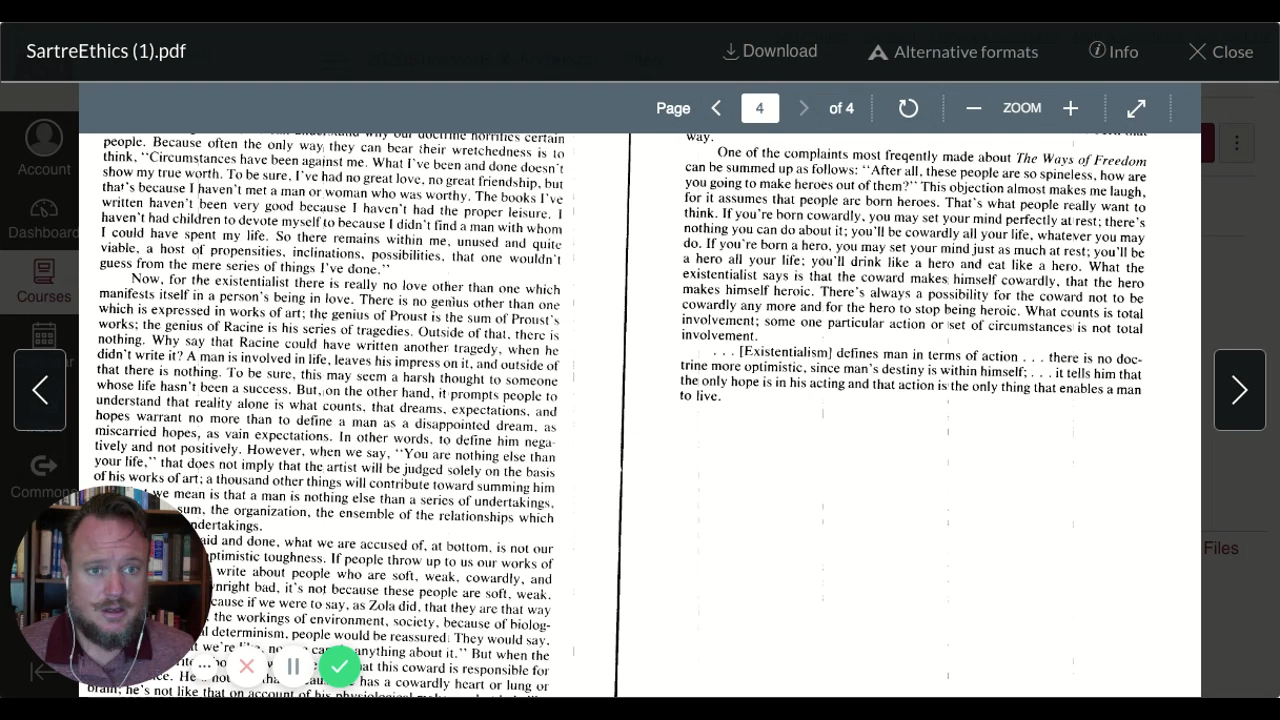 SartreEthics (1).pdf
Download
Alternative formats
Info
Close
Page
4
of 4
ZOOM
Account
Dashboard
Courses
Commons
Files
people. Because often the only way they can bear their wretchedness is to
think, "Circumstances have been against me. What I've been and done doesn't
show my true worth. To be sure, I've had no great love, no great friendship, but
that's because I haven't met a man or woman who was worthy. The books I've
written haven't been very good because I haven't had the proper leisure. I
haven't had children to devote myself to because I didn't find a man with whom
I could have spent my life. So there remains within me, unused and quite
viable, a host of propensities, inclinations, possibilities, that one wouldn't
guess from the mere series of things I've done."
Now, for the existentialist there is really no love other than one which
manifests itself in a person's being in love. There is no genius other than one
which is expressed in works of art; the genius of Proust is the sum of Proust's
works; the genius of Racine is his series of tragedies. Outside of that, there is
nothing. Why say that Racine could have written another tragedy, when he
didn't write it? A man is involved in life, leaves his impress on it, and outside of
that there is nothing. To be sure, this may seem a harsh thought to someone
whose life hasn't been a success. But, on the other hand, it prompts people to
understand that reality alone is what counts, that dreams, expectations, and
hopes warrant no more than to define a man as a disappointed dream, as
miscarried hopes, as vain expectations. In other words, to define him nega-
tively and not positively. However, when we say, "You are nothing else than
your life," that does not imply that the artist will be judged solely on the basis
of his works of art; a thousand other things will contribute toward summing him
we mean is that a man is nothing else than a series of undertakings,
sum, the organization, the ensemble of the relationships which
ndertakings.
aid and done, what we are accused of, at bottom, is not our
ptimistic toughness. If people throw up to us our works of
write about people who are soft, weak, cowardly, and
nright bad, it's not because these people are soft, weak,
cause if we were to say, as Zola did, that they are that way
the workings of environment, society, because of biolog-
l determinism, people would be reassured. They would say,
anything about it." But when the
this coward is responsible for
has a cowardly heart or lung or
brain; he's not like that on account of his physiological
way.
One of the complaints most freqently made about The Ways of Freedom
can be summed up as follows: "After all, these people are so spineless, how are
you going to make heroes out of them?" This objection almost makes me laugh,
for it assumes that people are born heroes. That's what people really want to
think. If you're born cowardly, you may set your mind perfectly at rest; there's
nothing you can do about it; you'll be cowardly all your life, whatever you may
do. If you're born a hero, you may set your mind just as much at rest; you'll be
a hero all your life; you'll drink like a hero and eat like a hero. What the
existentialist says is that the coward makes himself cowardly, that the hero
makes himself heroic. There's always a possibility for the coward not to be
cowardly any more and for the hero to stop being heroic. What counts is total
involvement; some one particular action or set of circumstances is not total
involvement.
. . . [Existentialism] defines man in terms of action . . . there is no doc-
trine more optimistic, since man's destiny is within himself; . . . it tells him that
the only hope is in his acting and that action is the only thing that enables a man
to live.